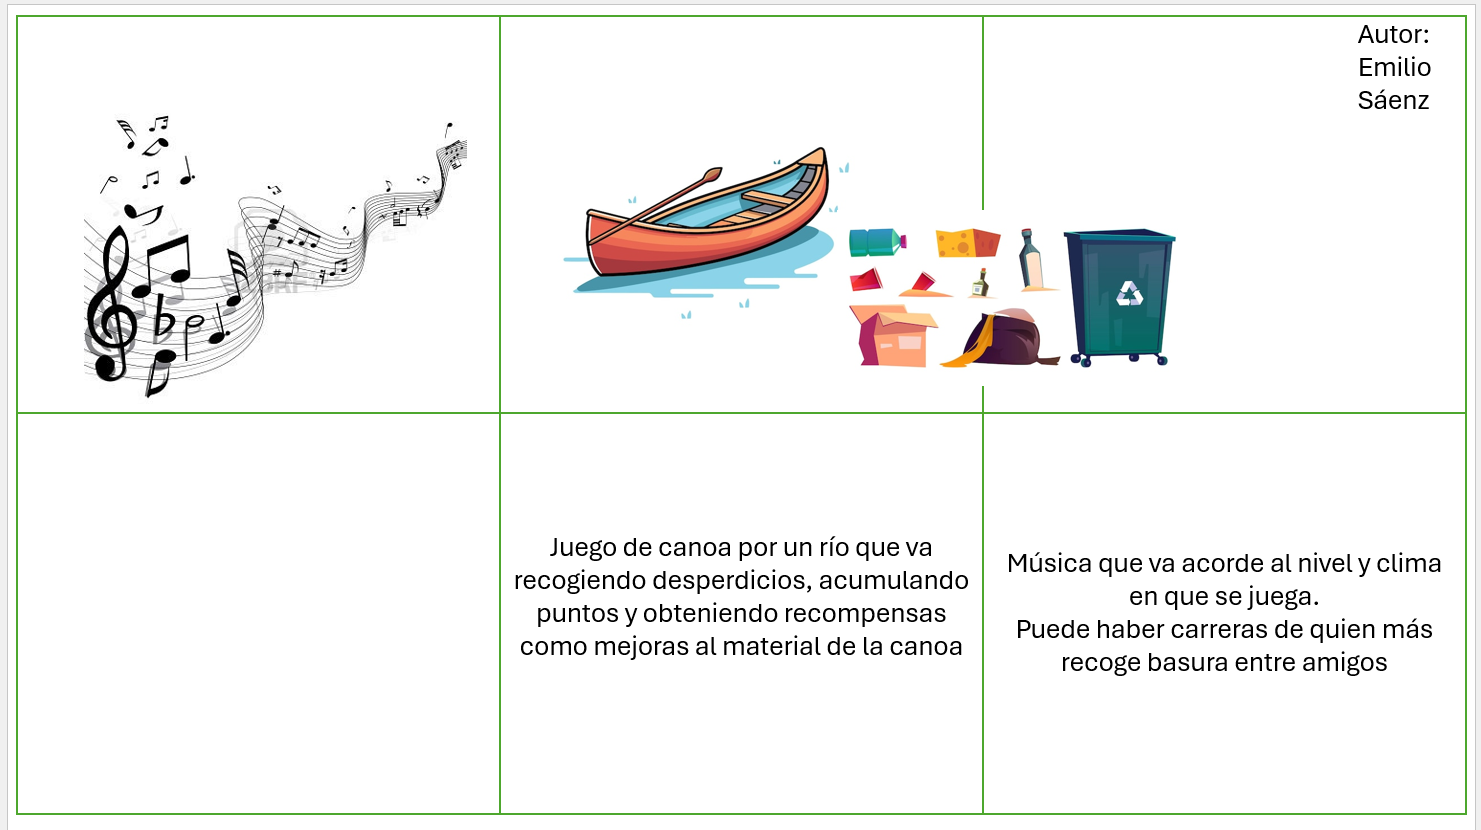 Autor:
Emilio
Sáenz
Juego de canoa por un río que va
recogiendo desperdicios, acumulando
puntos y obteniendo recompensas
como mejoras al material de la canoa
Música que va acorde al nivel y clima
en que se juega.
Puede haber carreras de quien más
recoge basura entre amigos